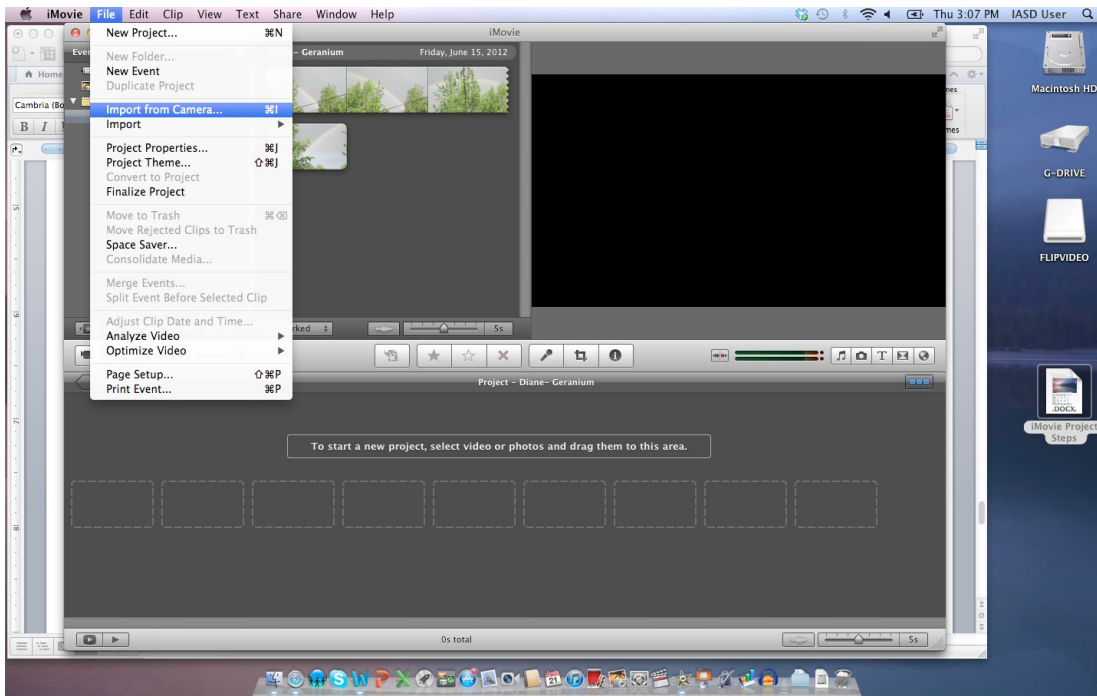 iMovie File Edit Clip View Text Share Window Help
Thu 3:07 PM IASD User
iMovie
New Project... ⌘N
New Folder...
New Event
Duplicate Project
Import from Camera... ⌘I
Import
Project Properties... ⌘J
Project Theme... ⇧⌘J
Convert to Project
Finalize Project
Move to Trash ⌘⌫
Move Rejected Clips to Trash
Space Saver...
Consolidate Media...
Merge Events...
Split Event Before Selected Clip
Adjust Clip Date and Time...
Analyze Video
Optimize Video
Page Setup... ⇧⌘P
Print Event... ⌘P
- Geranium Friday, June 15, 2012
Home
Cambria (Bo
B I
5s
T
Project - Diane- Geranium
To start a new project, select video or photos and drag them to this area.
0s total
5s
Macintosh HD
G-DRIVE
FLIPVIDEO
.DOCX
iMovie Project
Steps
5
6
7
8